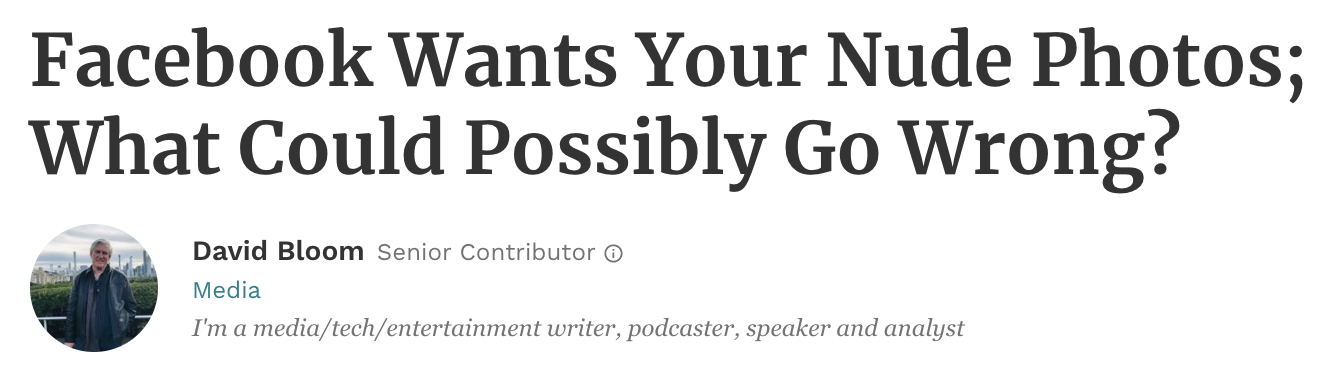 Facebook Wants Your Nude Photos;
What Could Possibly Go Wrong?
David Bloom Senior Contributor
Media
I'm a media/tech/entertainment writer, podcaster, speaker and analyst